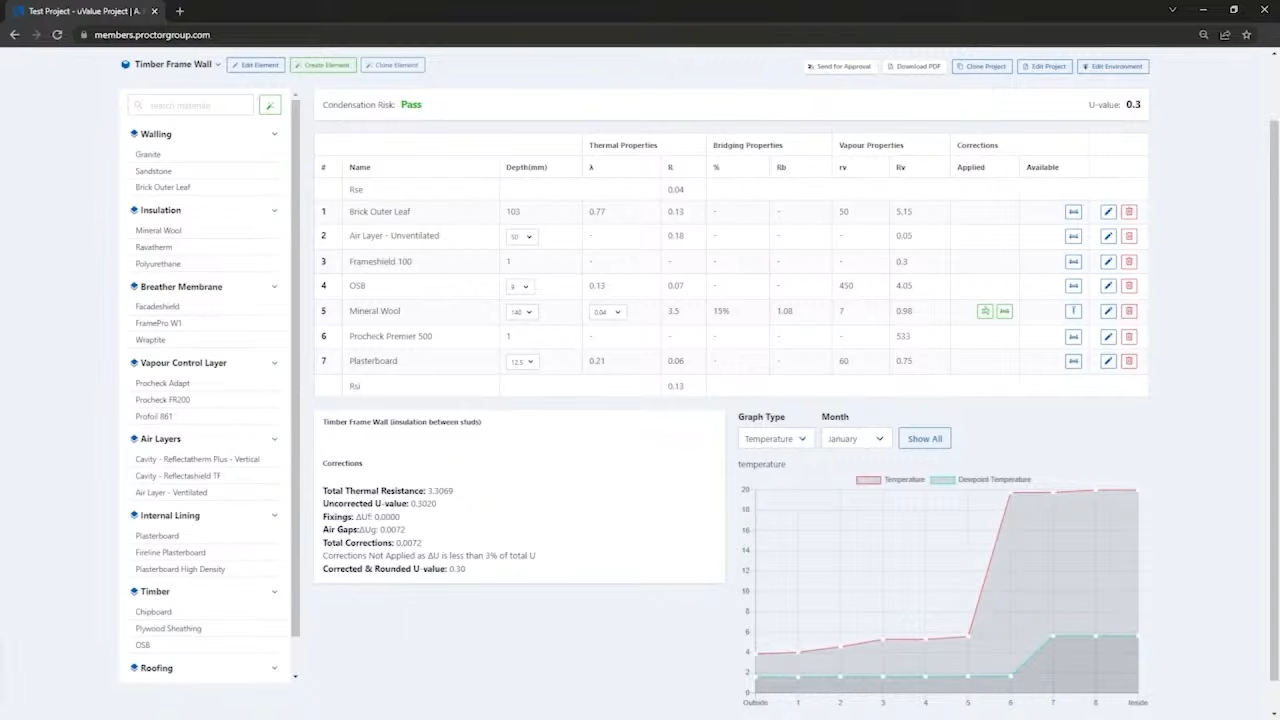 Test Project - uValue Project | A.
members.proctorgroup.com
Timber Frame Wall
Edit Element
Create Element
Clone Element
Send for Approval
Download PDF
Clone Project
Edit Project
Edit Environment
search materials
Walling
Granite
Sandstone
Brick Outer Leaf
Insulation
Mineral Wool
Ravatherm
Polyurethane
Breather Membrane
Facadeshield
FramePro W1
Wraptite
Vapour Control Layer
Procheck Adapt
Procheck FR200
Profoil 861
Air Layers
Cavity - Reflectatherm Plus - Vertical
Cavity - Reflectashield TF
Air Layer - Ventilated
Internal Lining
Plasterboard
Fireline Plasterboard
Plasterboard High Density
Timber
Chipboard
Plywood Sheathing
OSB
Roofing
Condensation Risk: Pass
U-value: 0.3
Thermal Properties Bridging Properties Vapour Properties Corrections
# Name Depth(mm) λ R % Rb rv Rv Applied Available
Rse 0.04
1 Brick Outer Leaf 103 0.77 0.13 - - 50 5.15
2 Air Layer - Unventilated 50 - 0.18 - - - 0.05
3 Frameshield 100 1 - - - - - 0.3
4 OSB 9 0.13 0.07 - - 450 4.05
5 Mineral Wool 140 0.04 3.5 15% 1.08 7 0.98
6 Procheck Premier 500 1 - - - - - 533
7 Plasterboard 12.5 0.21 0.06 - - 60 0.75
Rsi 0.13
Timber Frame Wall (insulation between studs)
Corrections
Total Thermal Resistance: 3.3069
Uncorrected U-value: 0.3020
Fixings: ΔUf: 0.0000
Air Gaps:ΔUg: 0.0072
Total Corrections: 0.0072
Corrections Not Applied as ΔU is less than 3% of total U
Corrected & Rounded U-value: 0.30
Graph Type Month
Temperature January Show All
temperature
Temperature Dewpoint Temperature
20
18
16
14
12
10
8
6
4
2
0
Outside 1 2 3 4 5 6 7 8 Inside